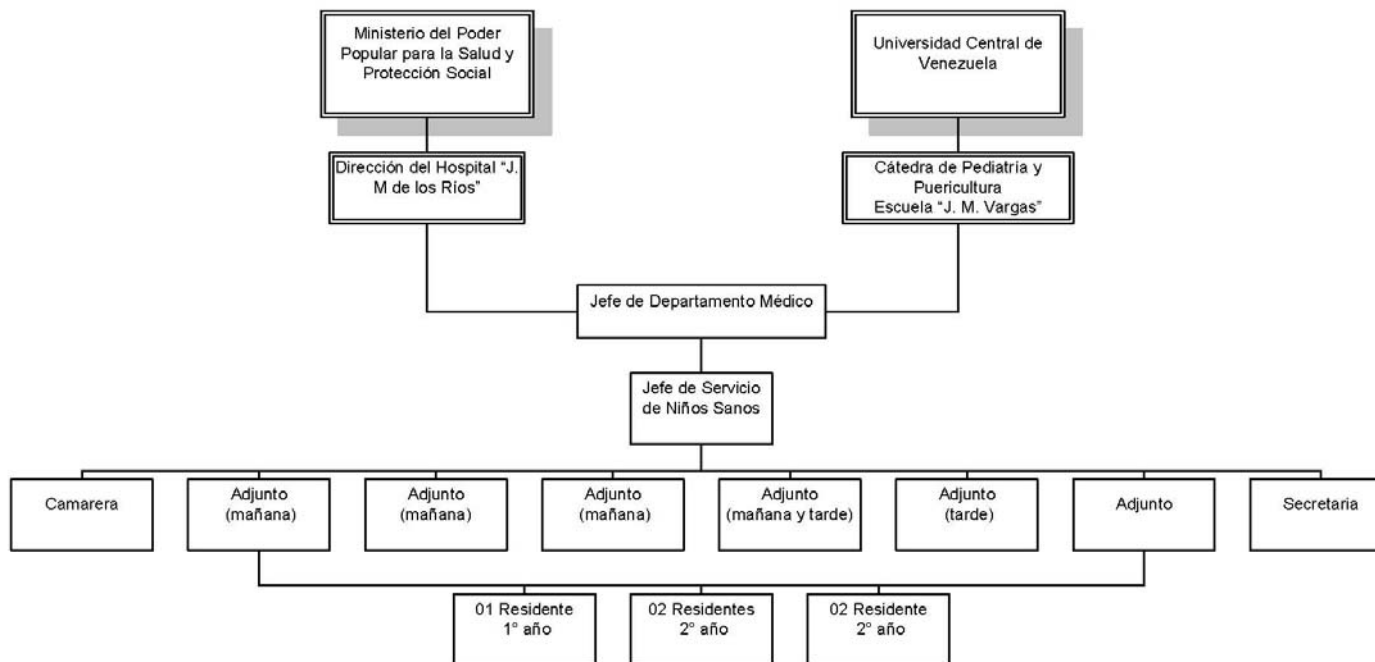 Ministerio del Poder
Popular para la Salud y
Protección Social
Universidad Central de
Venezuela
Dirección del Hospital "J.
M de los Ríos"
Cátedra de Pediatría y
Puericultura
Escuela "J. M. Vargas"
Jefe de Departamento Médico
Jefe de Servicio
de Niños Sanos
Camarera
Adjunto
(mañana)
Adjunto
(mañana)
Adjunto
(mañana)
Adjunto
(mañana y tarde)
Adjunto
(tarde)
Adjunto
Secretaria
01 Residente
1° año
02 Residentes
2° año
02 Residente
2° año